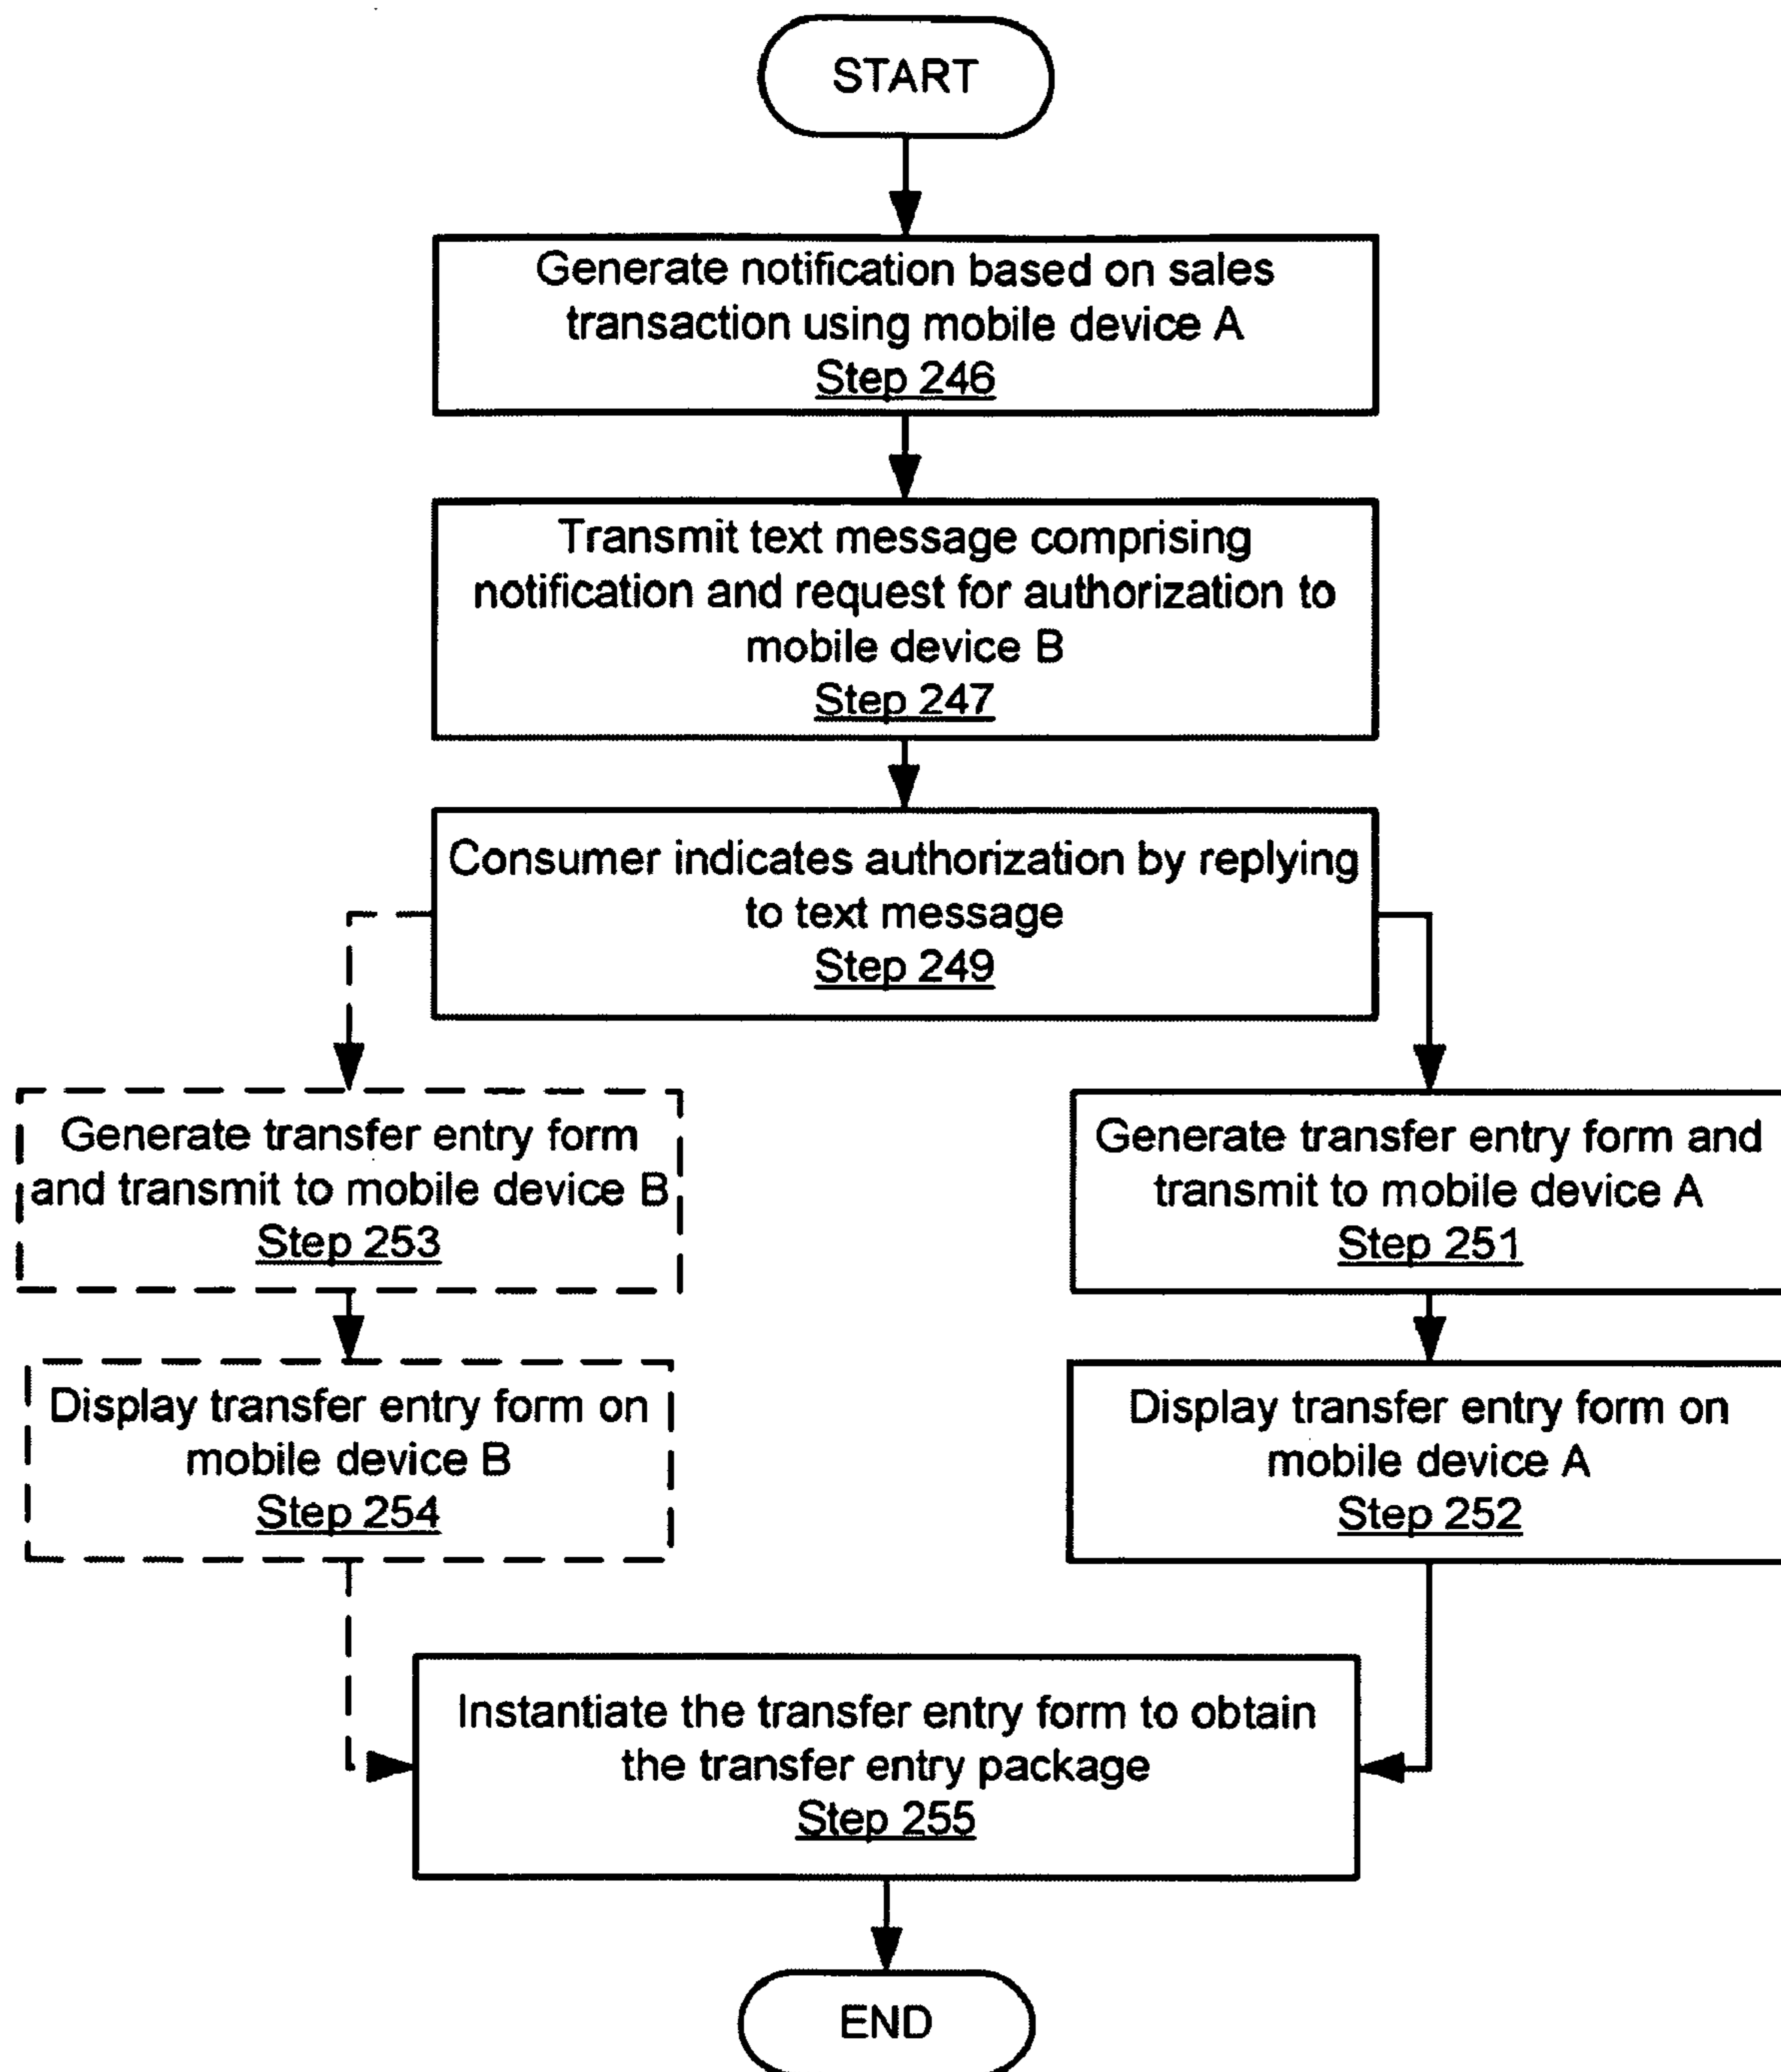 START
Generate notification based on sales
transaction using mobile device A
Step 246
Transmit text message comprising
notification and request for authorization to
mobile device B
Step 247
Consumer indicates authorization by replying
to text message
Step 249
Generate transfer entry form
and transmit to mobile device B
Step 253
Generate transfer entry form and
transmit to mobile device A
Step 251
Display transfer entry form on
mobile device B
Step 254
Display transfer entry form on
mobile device A
Step 252
Instantiate the transfer entry form to obtain
the transfer entry package
Step 255
END